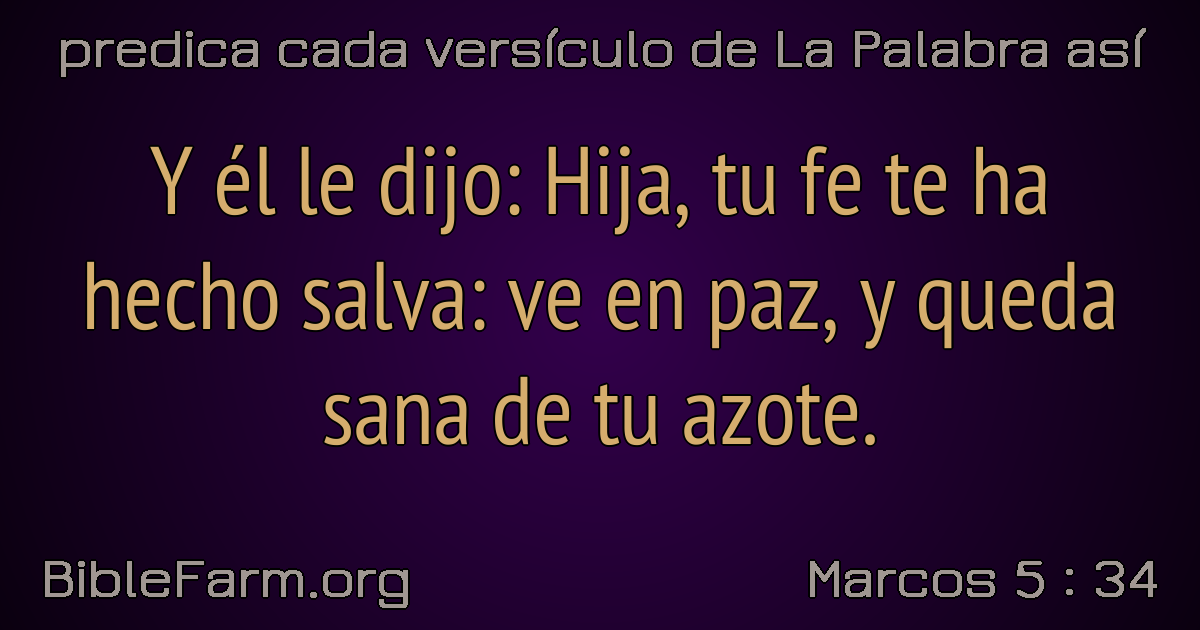 predica cada versículo de La Palabra así
Y él le dijo: Hija, tu fe te ha
hecho salva: ve en paz, y queda
sana de tu azote.
BibleFarm.org
Marcos 5 : 34